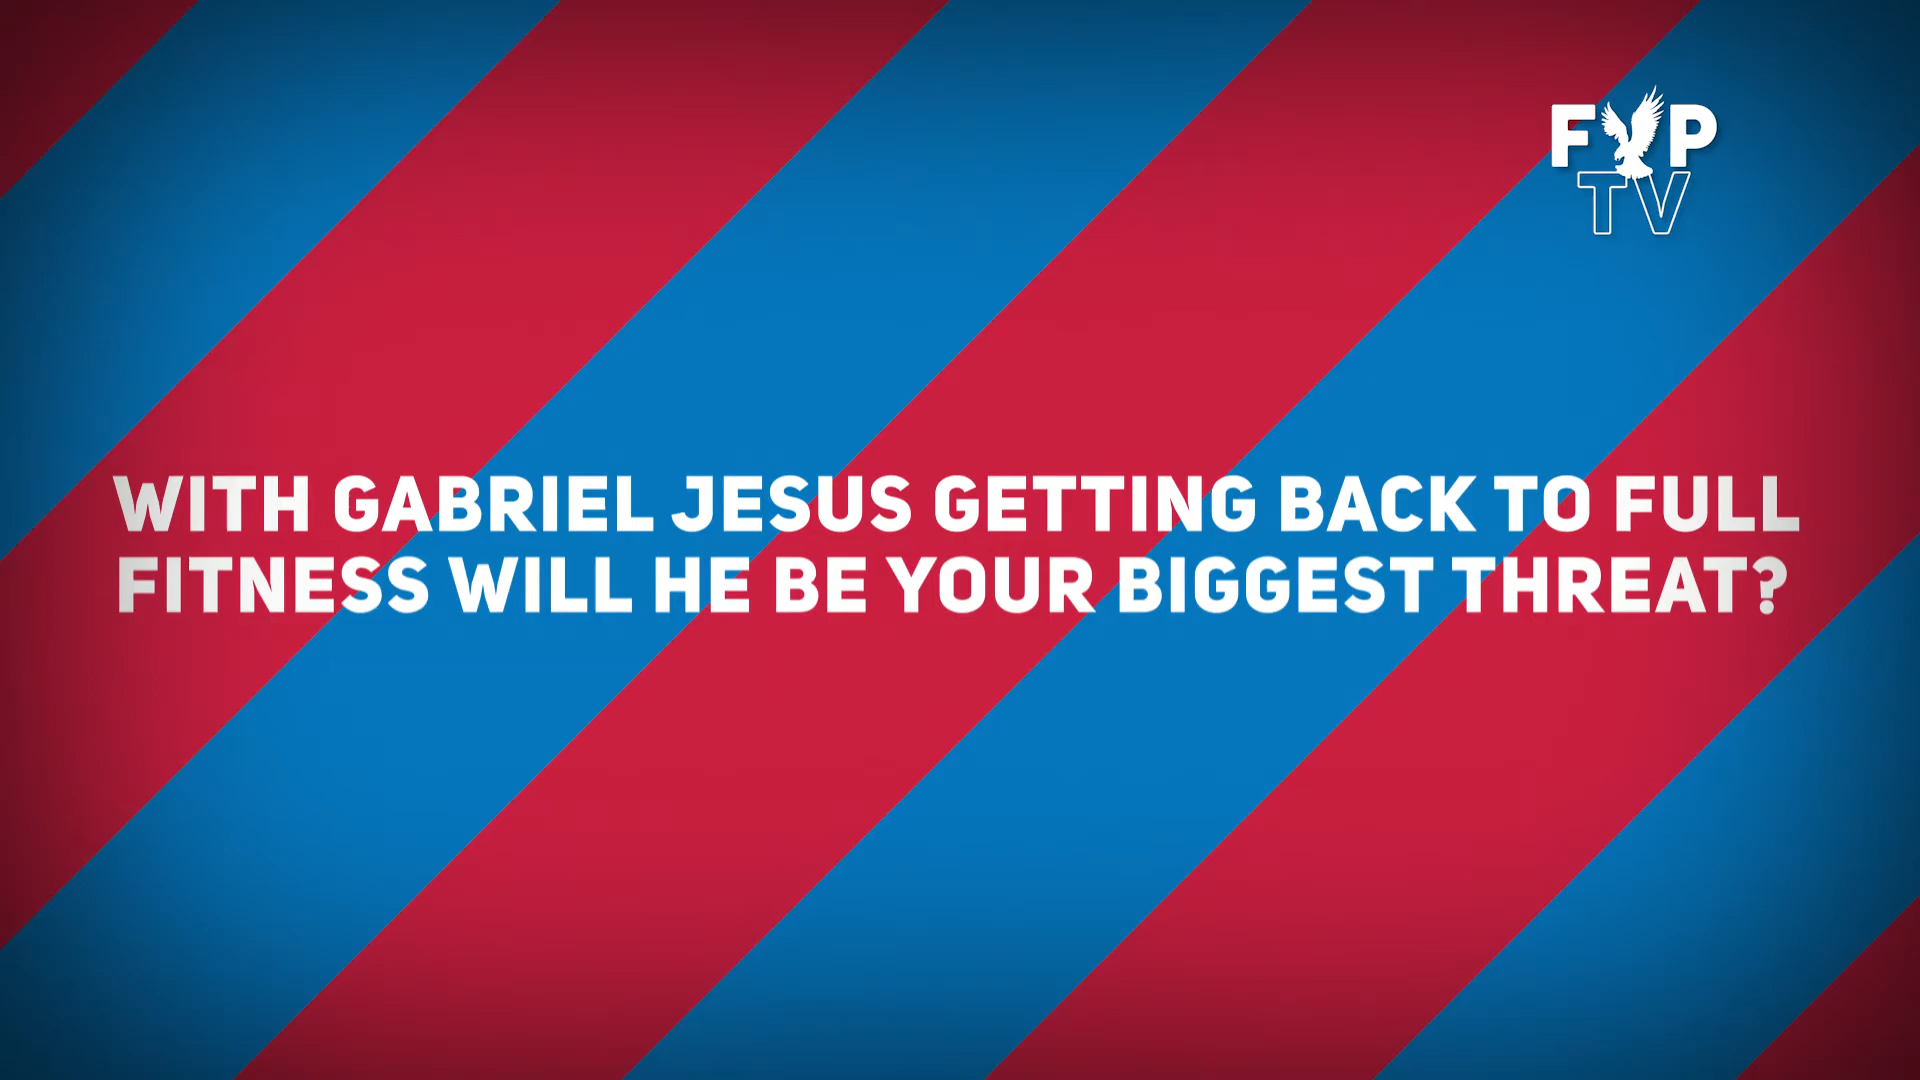 FYP
TV
WITH GABRIEL JESUS GETTING BACK TO FULL
FITNESS WILL HE BE YOUR BIGGEST THREAT?